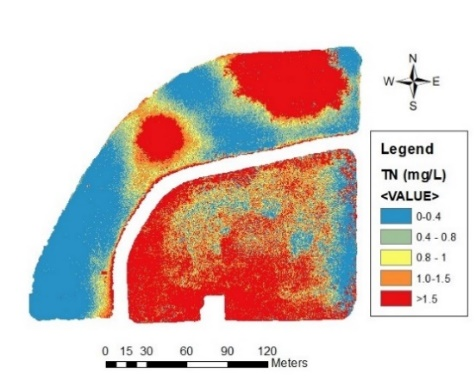 N
W E
S
Legend
TN (mg/L)
<VALUE>
0-0.4
0.4 - 0.8
0.8 - 1
1.0-1.5
>1.5
0 15 30 60 90 120
Meters